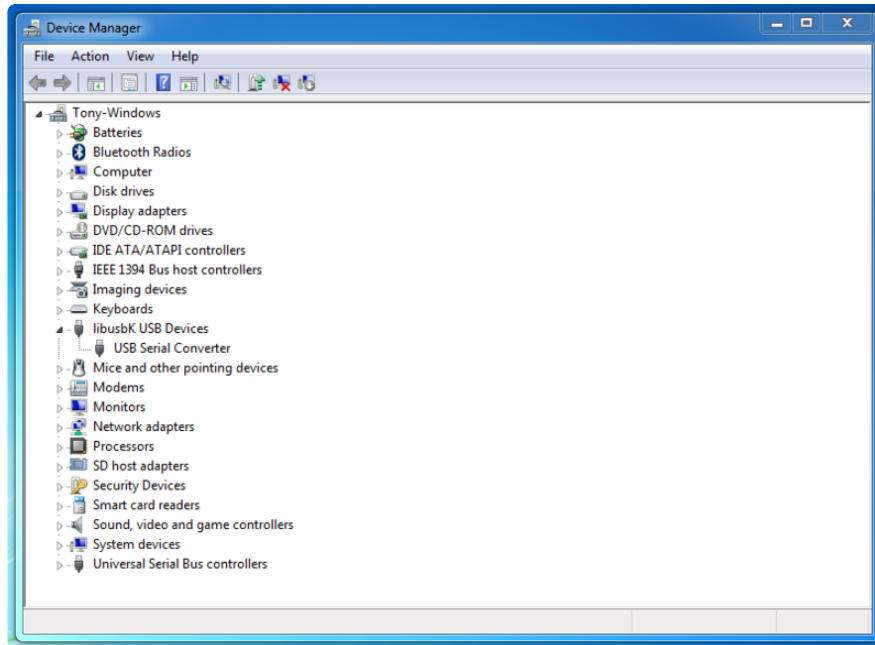 Device Manager
File Action View Help
Tony-Windows
Batteries
Bluetooth Radios
Computer
Disk drives
Display adapters
DVD/CD-ROM drives
IDE ATA/ATAPI controllers
IEEE 1394 Bus host controllers
Imaging devices
Keyboards
libusbK USB Devices
USB Serial Converter
Mice and other pointing devices
Modems
Monitors
Network adapters
Processors
SD host adapters
Security Devices
Smart card readers
Sound, video and game controllers
System devices
Universal Serial Bus controllers